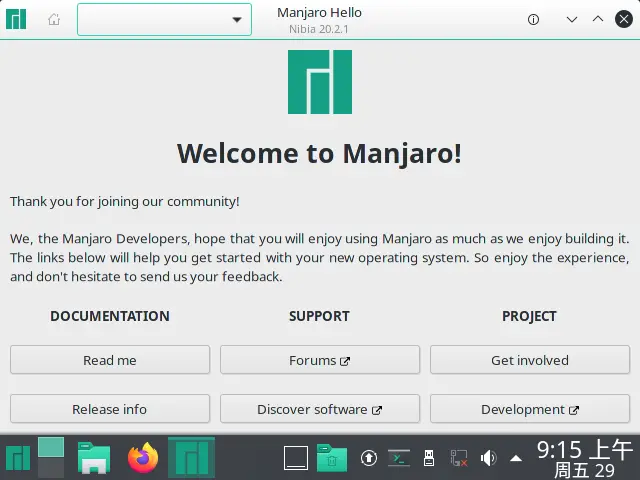 Manjaro Hello
Nibia 20.2.1
Welcome to Manjaro!
Thank you for joining our community!
We, the Manjaro Developers, hope that you will enjoy using Manjaro as much as we enjoy building it.
The links below will help you get started with your new operating system. So enjoy the experience,
and don't hesitate to send us your feedback.
DOCUMENTATION SUPPORT PROJECT
Read me Forums Get involved
Release info Discover software Development
9:15 上午
周五 29